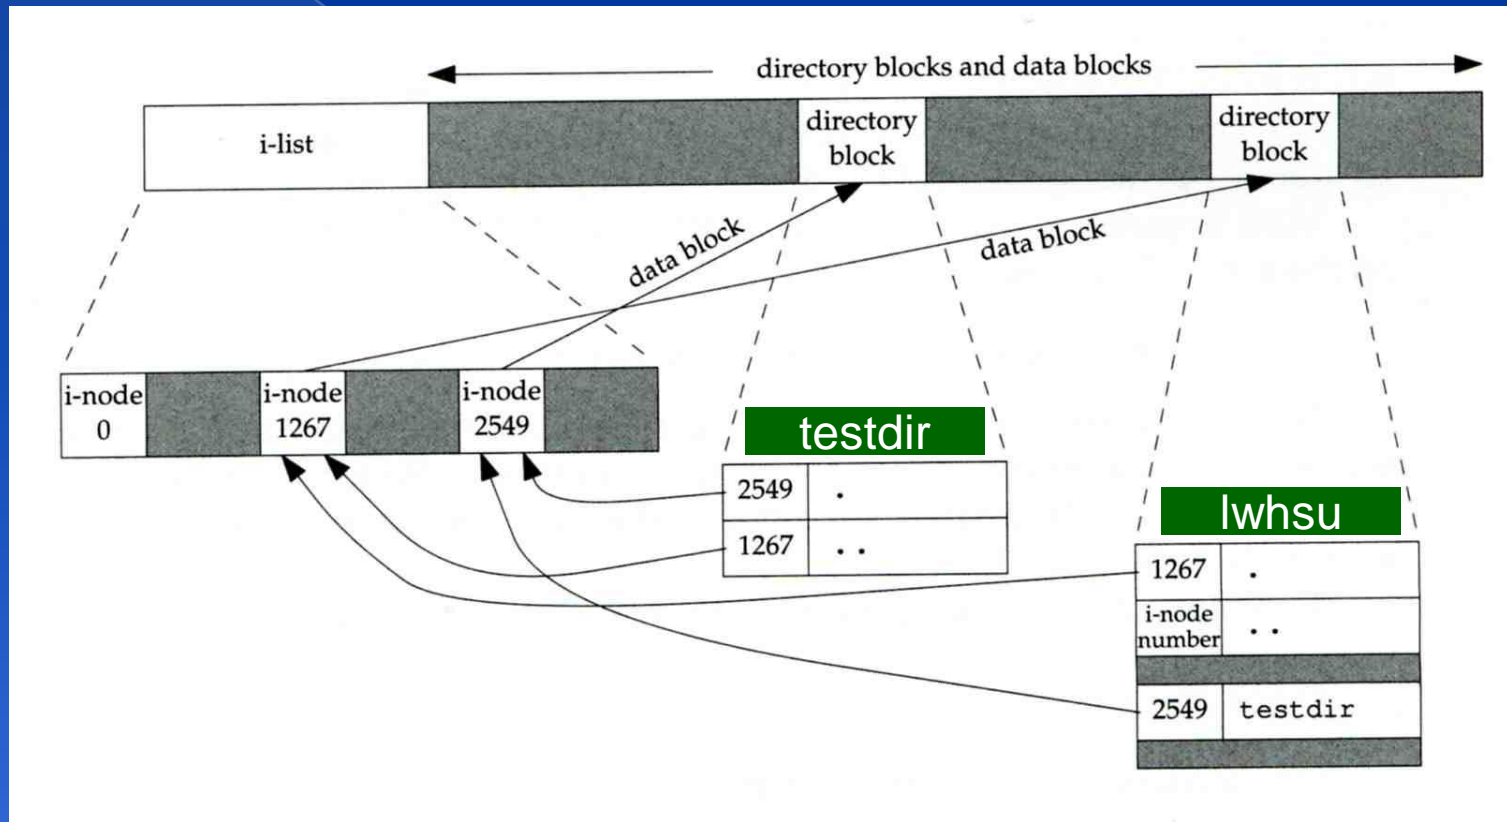 directory blocks and data blocks
i-list
directory
block
directory
block
data block
data block
i-node
0
i-node
1267
i-node
2549
testdir
2549 .
1267 ..
lwhsu
1267 .
i-node
number ..
2549 testdir